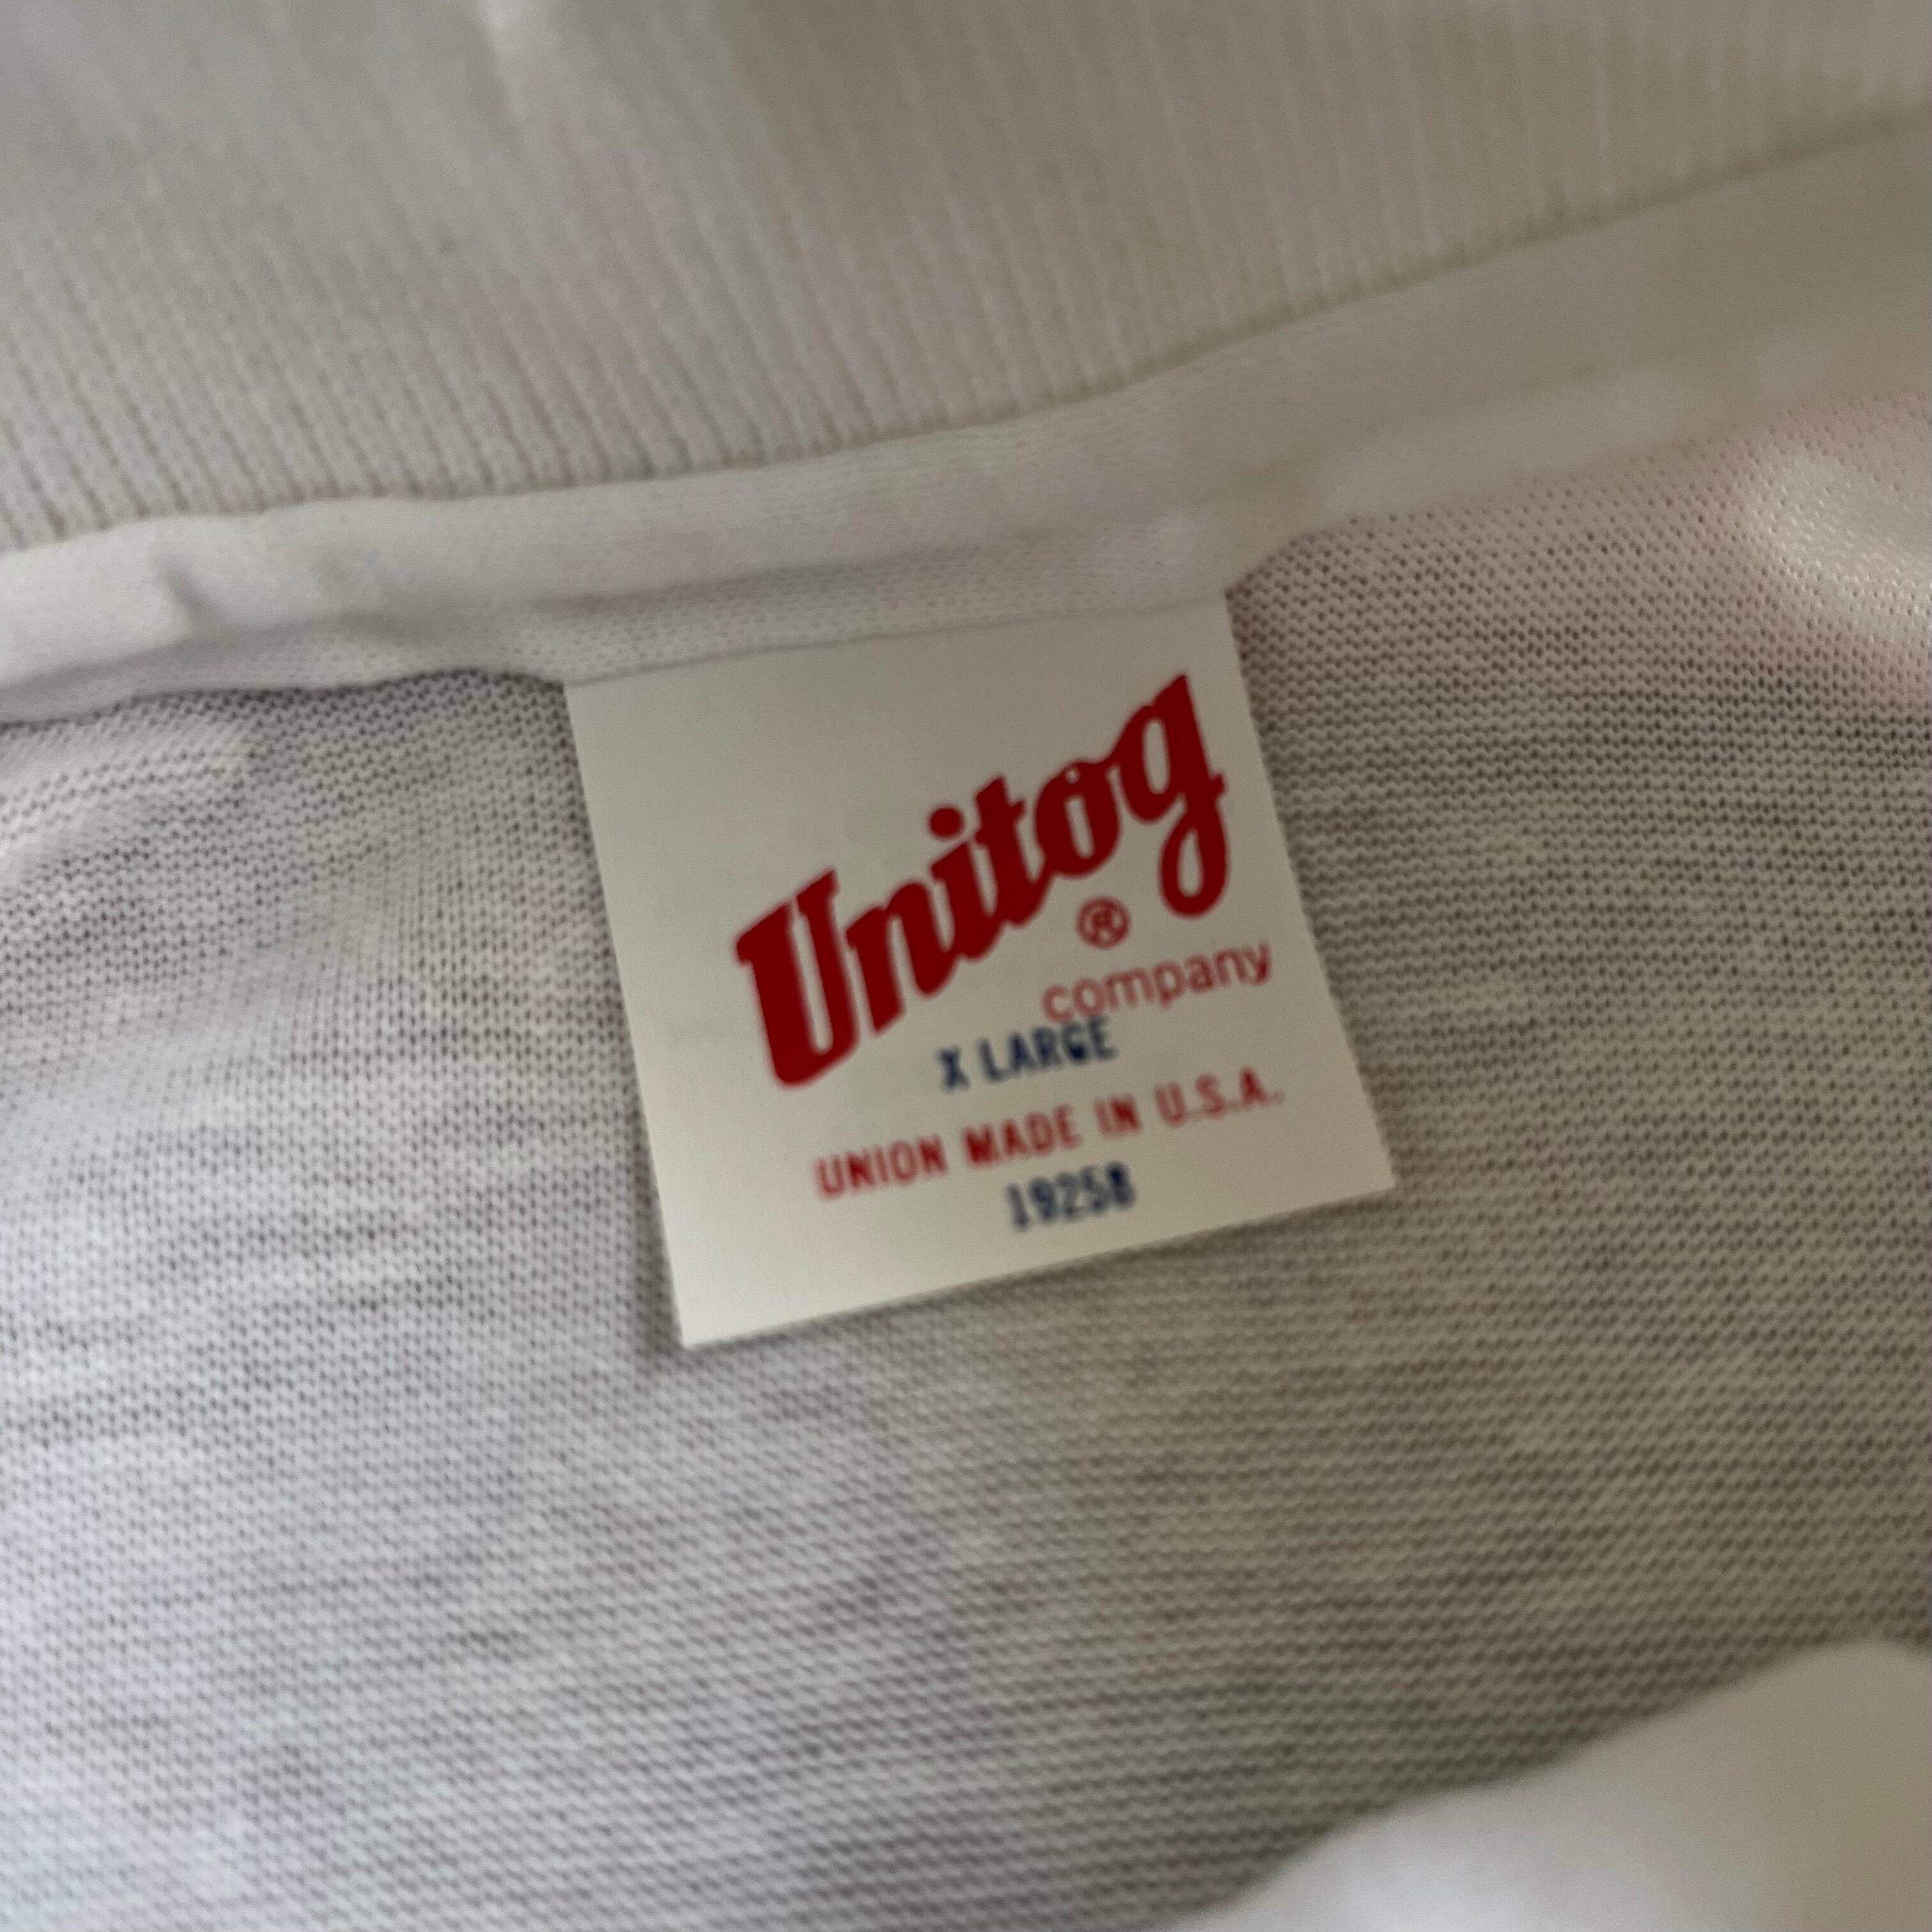 Unitog
®
company
X LARGE
UNION MADE IN U.S.A.
19258